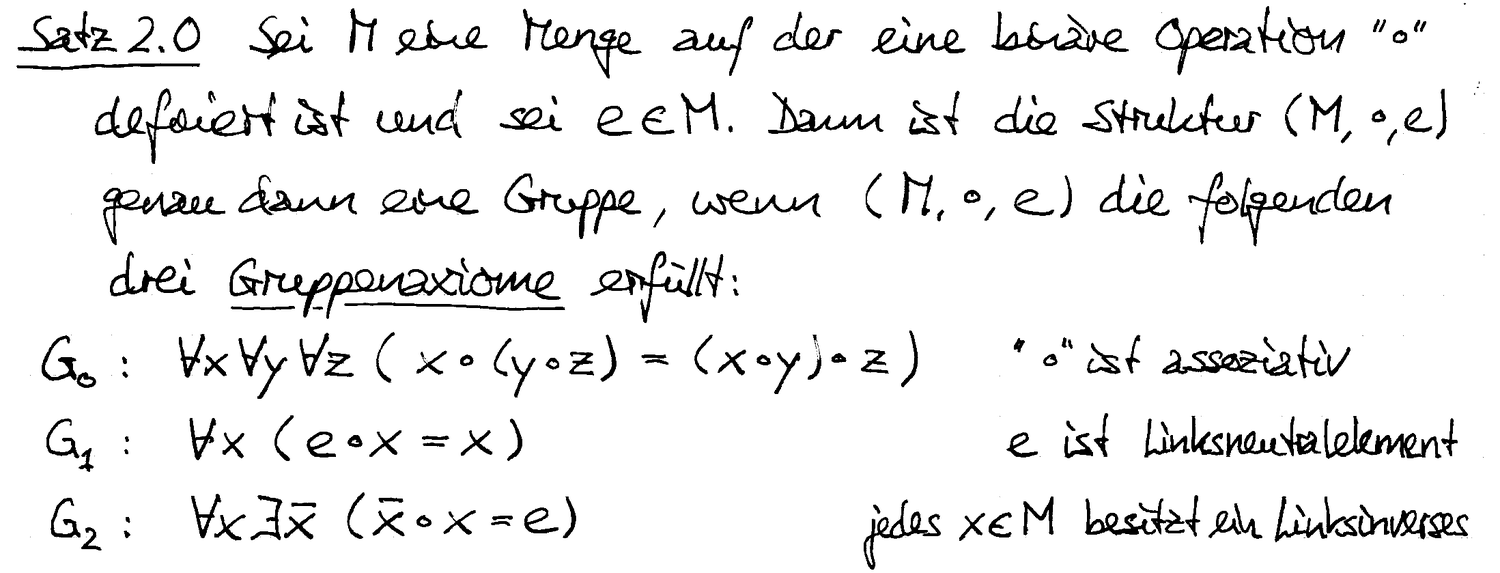 Satz 2.0 Sei M eine Menge auf der eine binäre Operation "∘"
definiert ist und sei e∈M. Dann ist die Struktur (M, ∘, e)
genau dann eine Gruppe, wenn (M, ∘, e) die folgenden
drei Gruppenaxiome erfüllt:
G₀ : ∀x∀y∀z ( x∘(y∘z) = (x∘y)∘z ) "∘" ist assoziativ
G₁ : ∀x (e∘x = x) e ist Linksneutralelement
G₂ : ∀x∃x̄ (x̄∘x = e) jedes x∈M besitzt ein Linksinverses